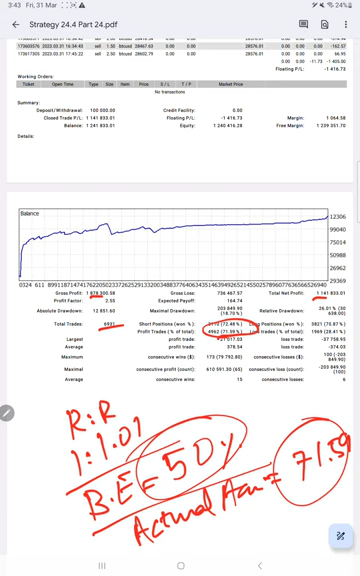 3:43 Fri, 31 Mar
24%
Strategy 24.4 Part 24.pdf
173603576 2023.03.31 16:34:43 sell 1.50 btcusd 28467.63 0.00 0.00 28576.01 0.00 0.00 0.00 -162.57
173617305 2023.03.31 17:45:22 sell 2.50 btcusd 28602.79 0.00 0.00 28576.01 0.00 0.00 0.00 66.95
0.00 0.00 -11.73 -1 405.00
Floating P/L: -1 416.73
Working Orders:
Ticket Open Time Type Size Item Price S / L T / P Market Price
No transactions
Summary:
Deposit/Withdrawal: 100 000.00 Credit Facility: 0.00
Closed Trade P/L: 1 141 833.01 Floating P/L: -1 416.73 Margin: 1 064.58
Balance: 1 241 833.01 Equity: 1 240 416.28 Free Margin: 1 239 351.70
Details:
Balance
12306
99040
75014
50988
26962
29369
Gross Profit: 1 878 300.58 Gross Loss: 736 467.57 Total Net Profit: 1 141 833.01
Profit Factor: 2.55 Expected Payoff: 164.74
Absolute Drawdown: 12 851.60 Maximal Drawdown: 203 849.90 (18.70 %) Relative Drawdown: 26.01 % (30 638.00)
Total Trades: 6931 Short Positions (won %): (72.48 %) Long Positions (won %): 3821 (70.87 %)
Profit Trades (% of total): 4962 (71.59 %) trades (% of total): 1969 (28.41 %)
Largest profit trade: loss trade: -37 758.95
Average profit trade: 378.54 loss trade: -374.03
Maximum consecutive wins ($): 173 (79 792.80) consecutive losses ($): 100 (-203 849.90)
Maximal consecutive profit (count): 610 591.30 (65) consecutive loss (count): -203 849.90 (100)
Average consecutive wins: 15 consecutive losses: 6
R:R
1:1.01
B.E = 50%
Actual Acc = 71.59